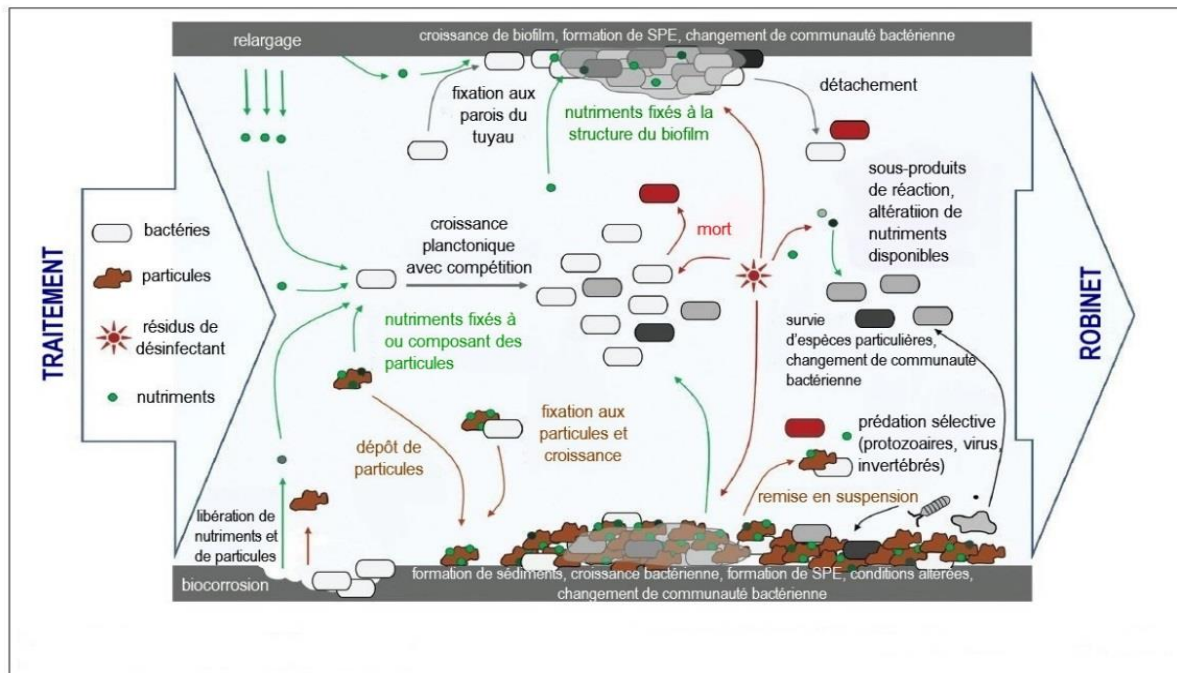 relargage
croissance de biofilm, formation de SPE, changement de communauté bactérienne
fixation aux
parois du
tuyau
nutriments fixés à la
structure du biofilm
détachement
TRAITEMENT
bactéries
particules
résidus de
désinfectant
nutriments
croissance
planctonique
avec compétition
mort
sous-produits
de réaction,
altératiion de
nutriments
disponibles
nutriments fixés à
ou composant des
particules
survie
d'espèces particulières,
changement de communauté
bactérienne
ROBINET
dépôt de
particules
fixation aux
particules et
croissance
prédation sélective
(protozoaires, virus,
invertébrés)
remise en suspension
libération de
nutriments et
de particules
biocorrosion
formation de sédiments, croissance bactérienne, formation de SPE, conditions altérées,
changement de communauté bactérienne